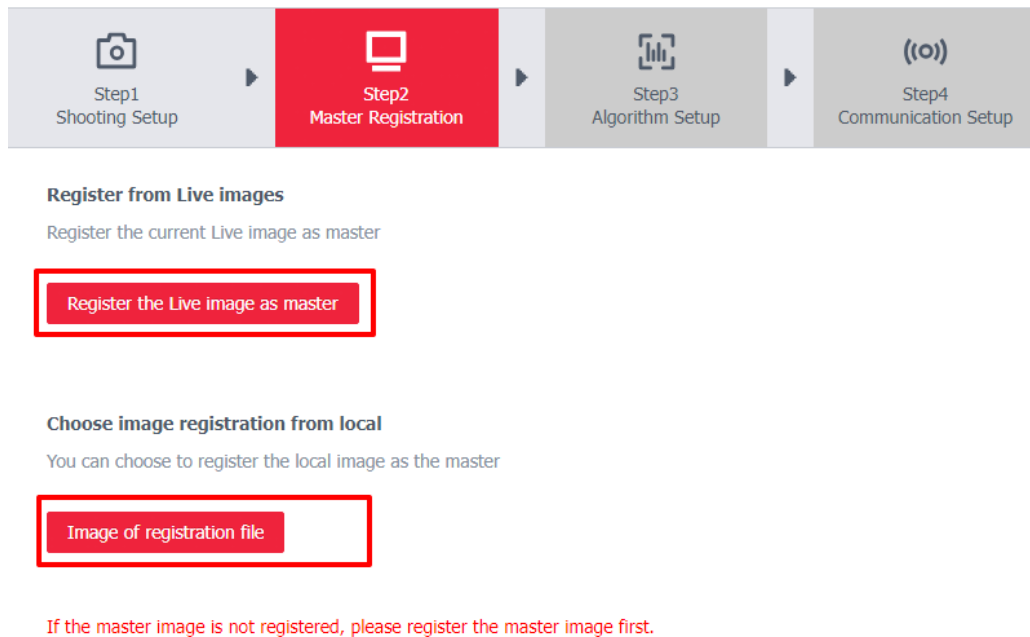 Step1
Shooting Setup
Step2
Master Registration
Step3
Algorithm Setup
Step4
Communication Setup
Register from Live images
Register the current Live image as master
Register the Live image as master
Choose image registration from local
You can choose to register the local image as the master
Image of registration file
If the master image is not registered, please register the master image first.